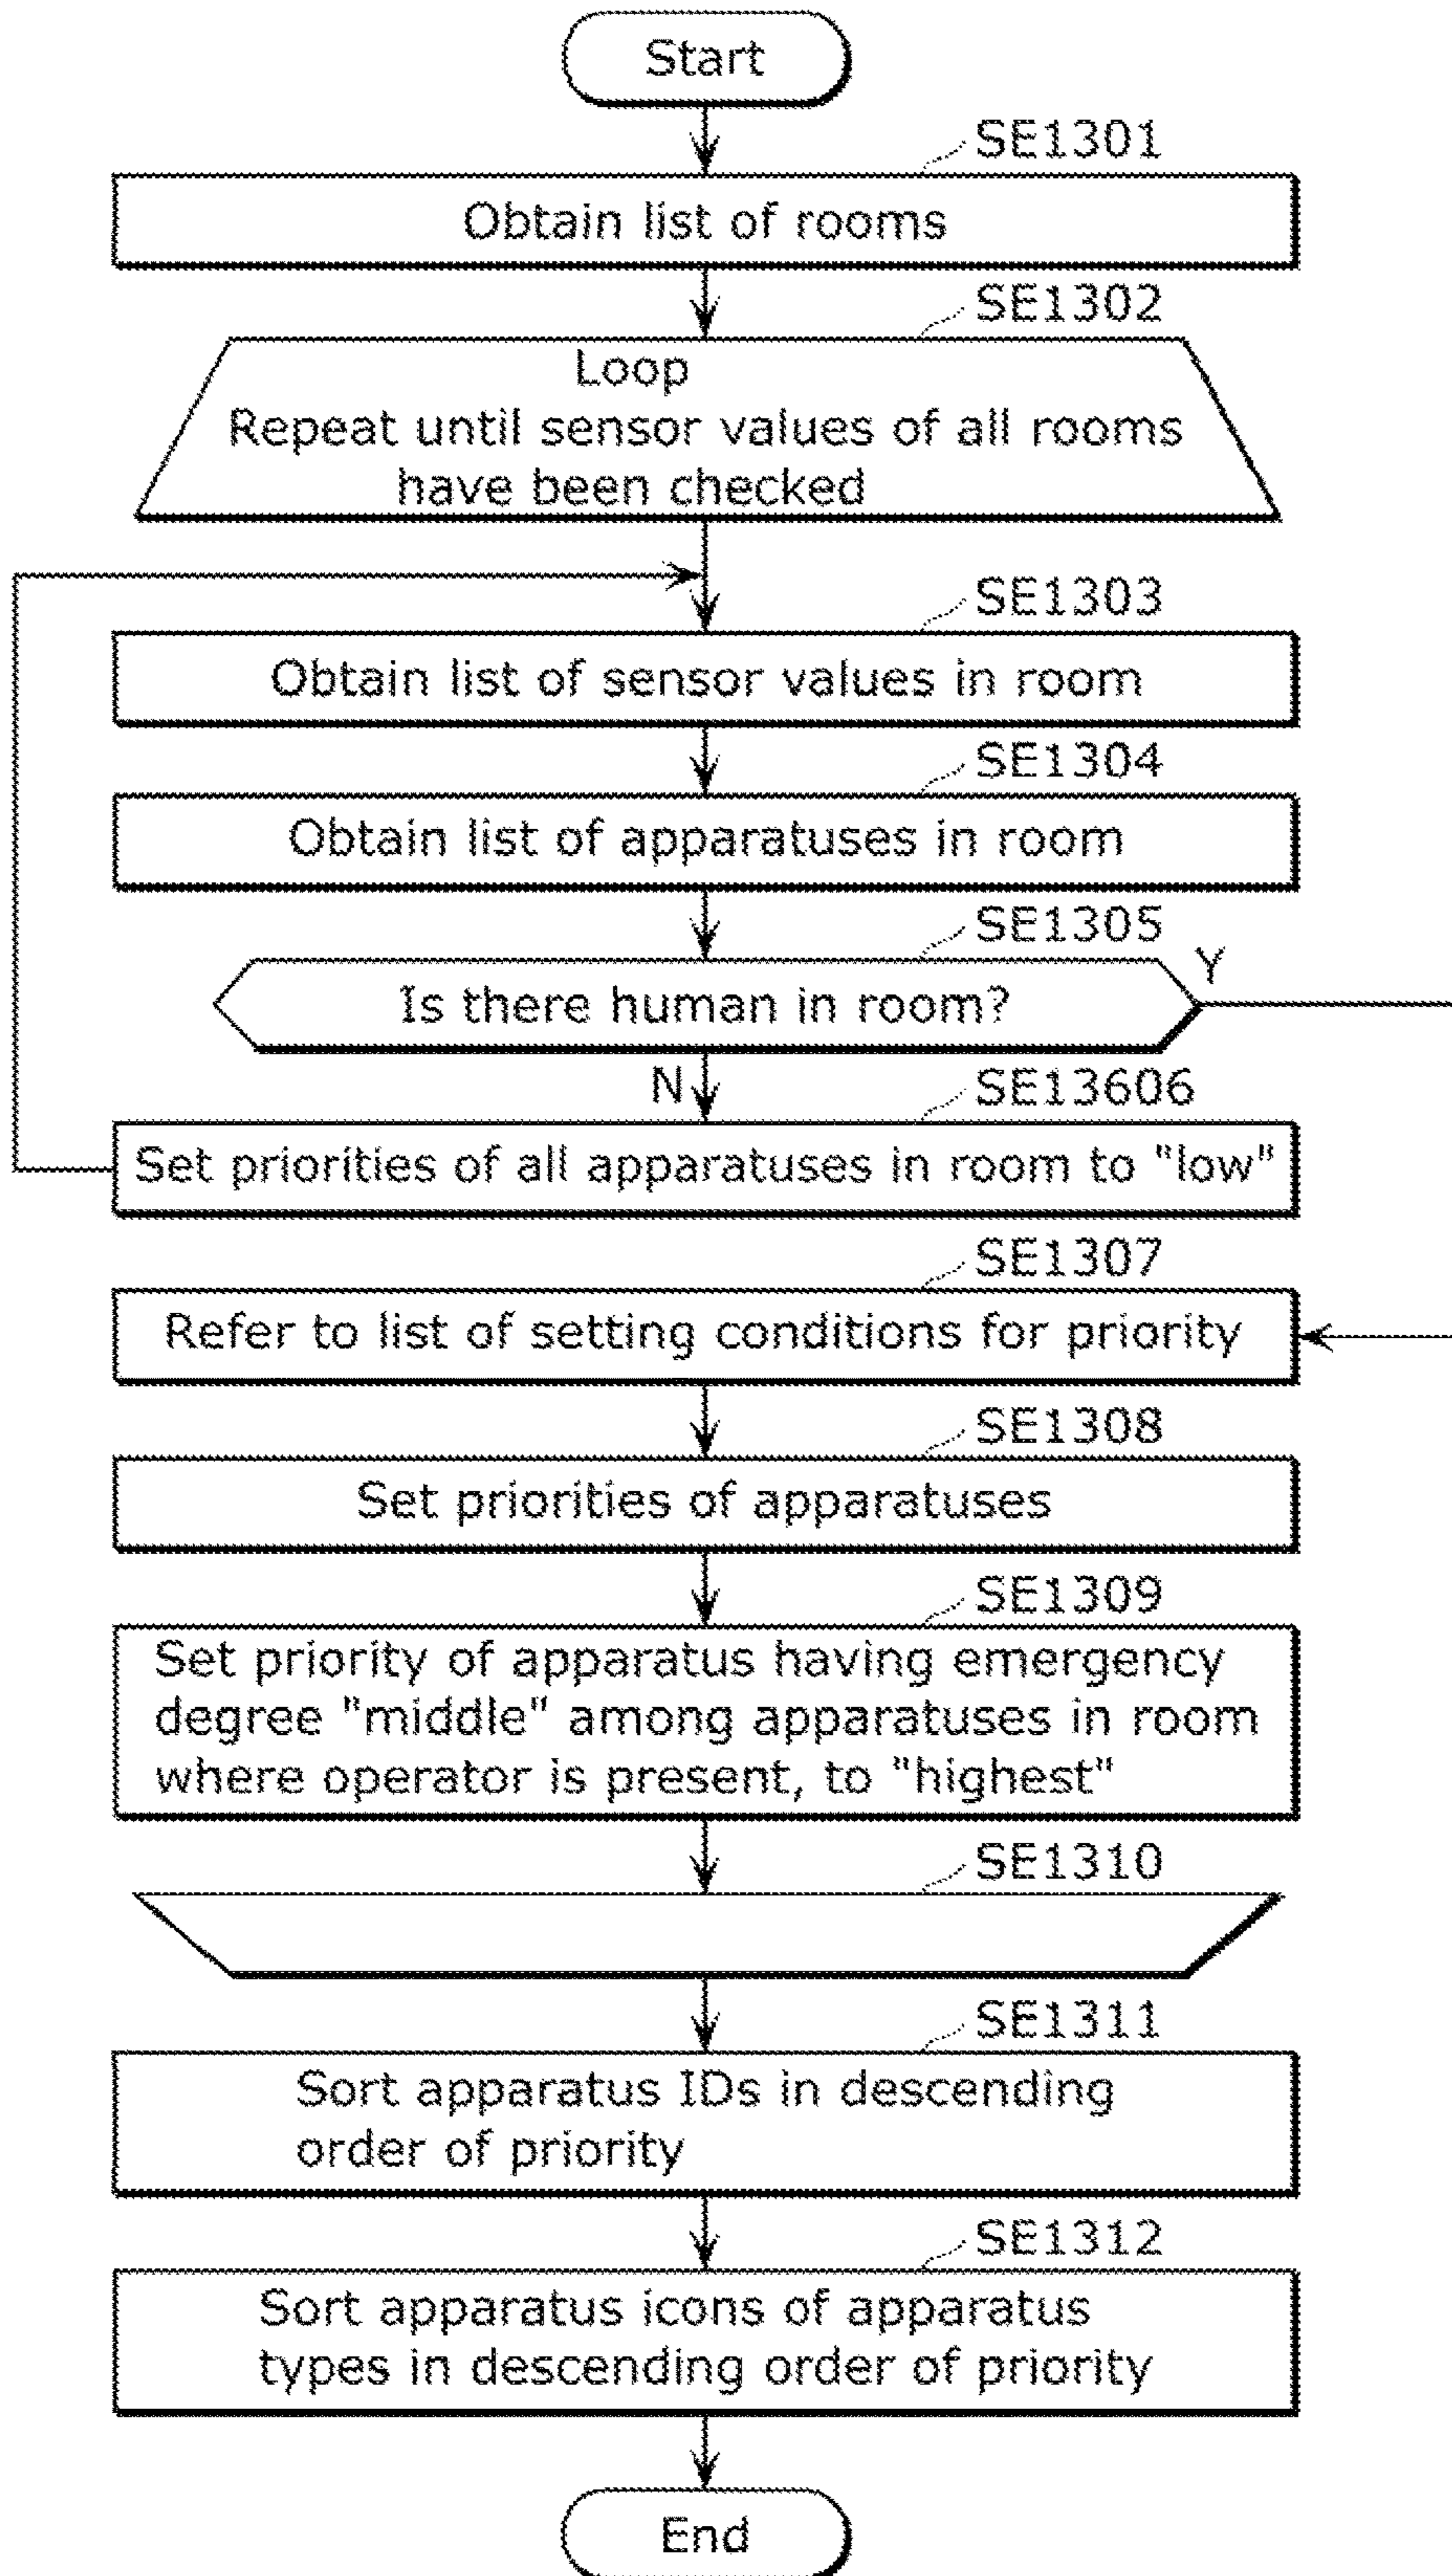 Start
SE1301
Obtain list of rooms
SE1302
Loop
Repeat until sensor values of all rooms
have been checked
SE1303
Obtain list of sensor values in room
SE1304
Obtain list of apparatuses in room
SE1305
Is there human in room?
Y
N
SE13606
Set priorities of all apparatuses in room to "low"
SE1307
Refer to list of setting conditions for priority
SE1308
Set priorities of apparatuses
SE1309
Set priority of apparatus having emergency
degree "middle" among apparatuses in room
where operator is present, to "highest"
SE1310
SE1311
Sort apparatus IDs in descending
order of priority
SE1312
Sort apparatus icons of apparatus
types in descending order of priority
End